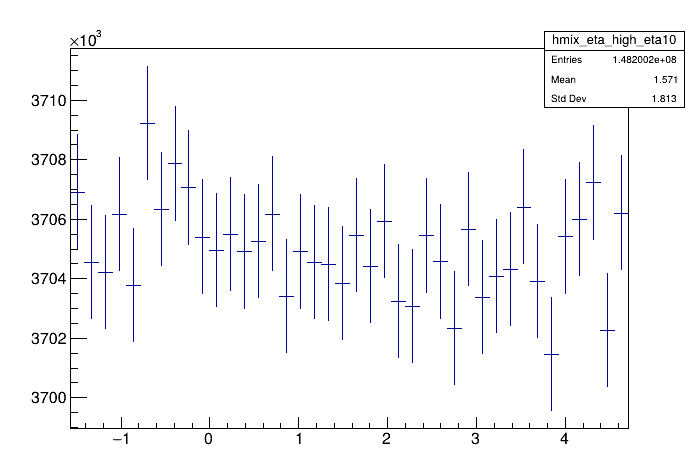 ×10³
hmix_eta_high_eta10
Entries 1.482002e+08
Mean 1.571
Std Dev 1.813
3710
3708
3706
3704
3702
3700
−1 0 1 2 3 4